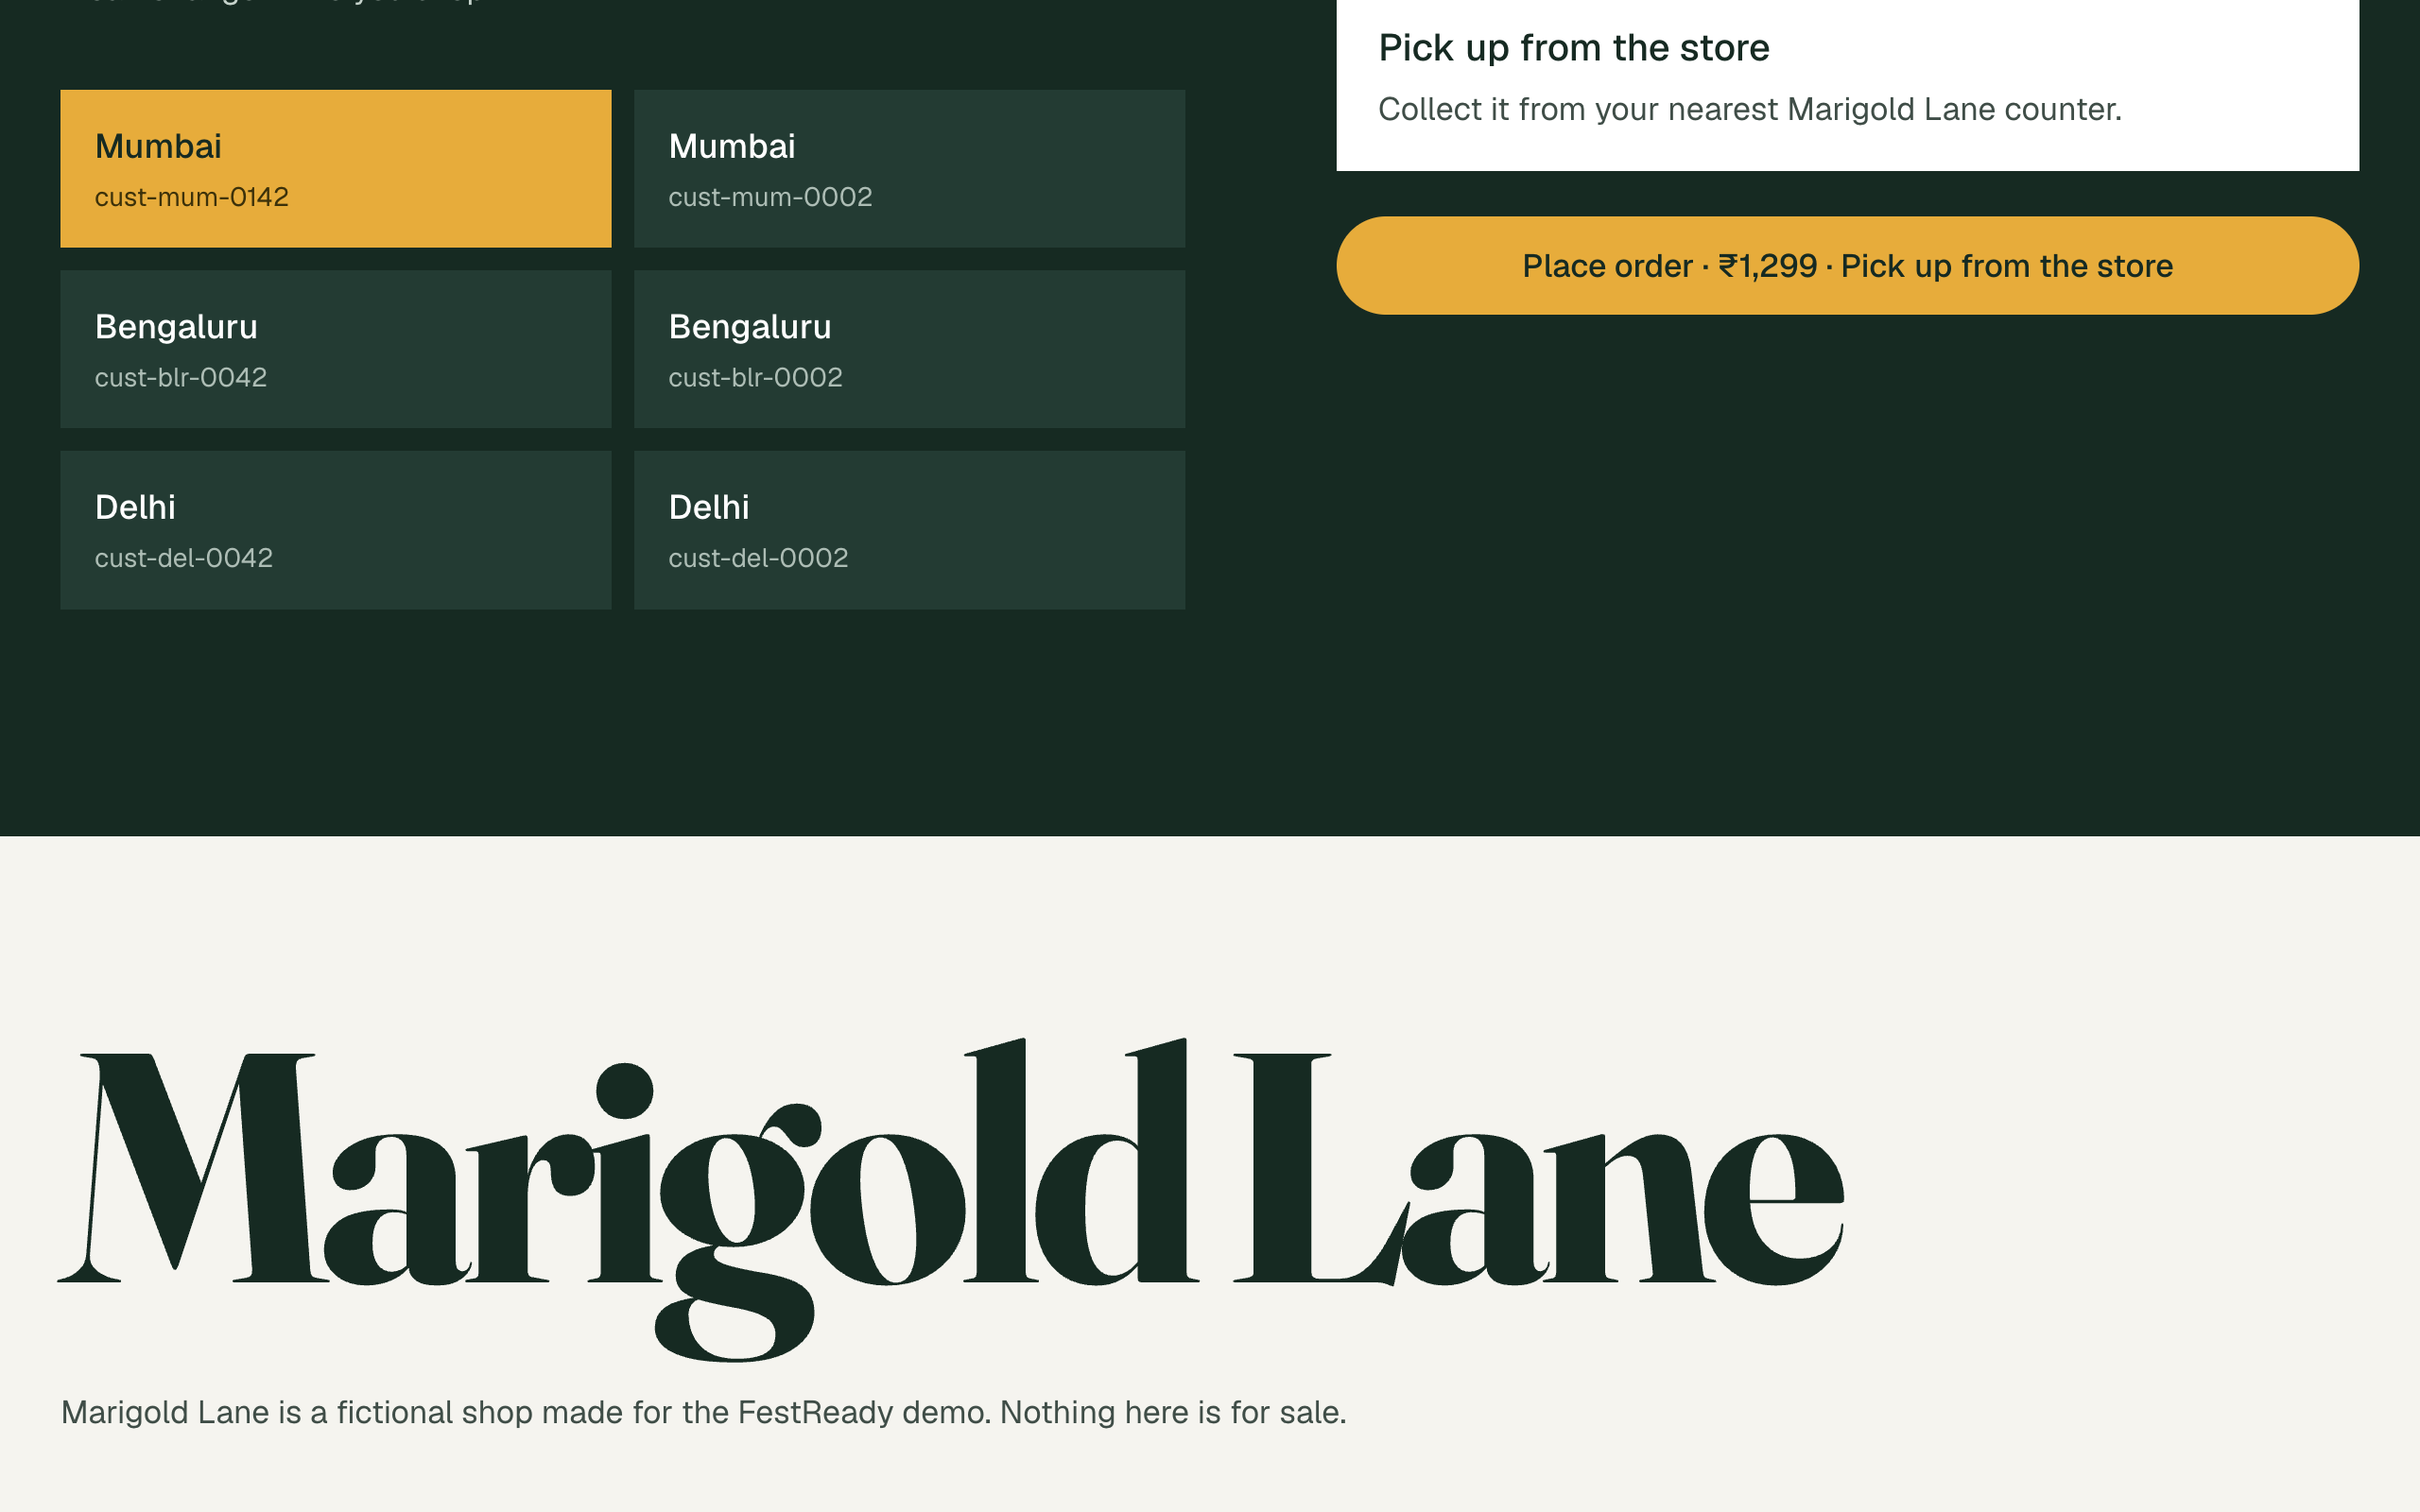 Mumbai
cust-mum-0142
Mumbai
cust-mum-0002
Bengaluru
cust-blr-0042
Bengaluru
cust-blr-0002
Delhi
cust-del-0042
Delhi
cust-del-0002
Pick up from the store
Collect it from your nearest Marigold Lane counter.
Place order · ₹1,299 · Pick up from the store
Marigold Lane
Marigold Lane is a fictional shop made for the FestReady demo. Nothing here is for sale.